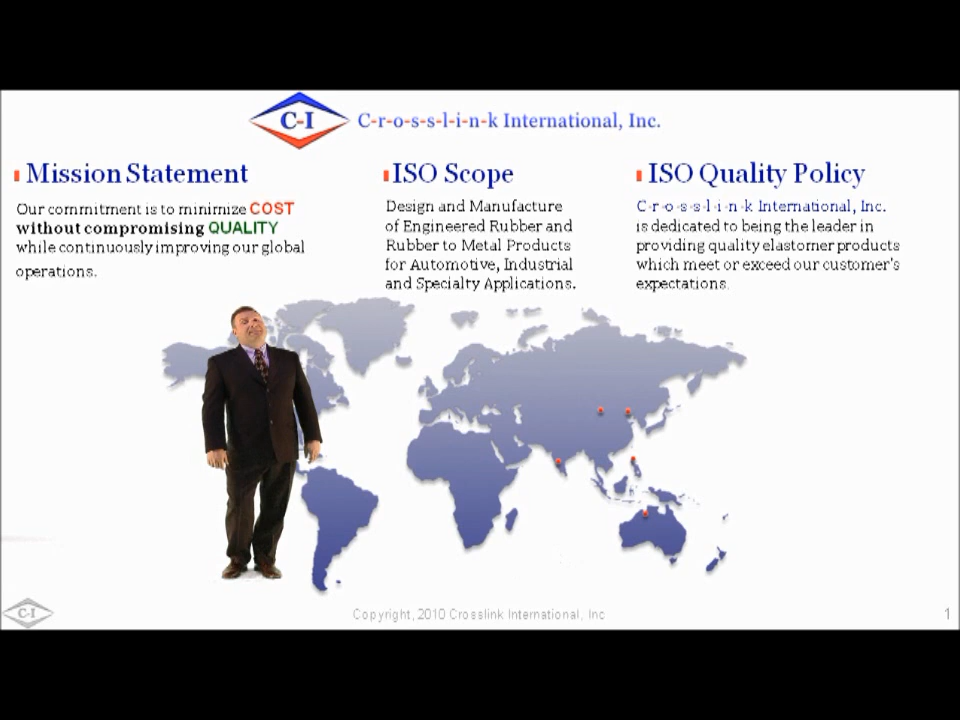 C-I
C-r-o-s-s-l-i-n-k International, Inc.
Mission Statement
Our commitment is to minimize COST
without compromising QUALITY
while continuously improving our global
operations.
ISO Scope
Design and Manufacture
of Engineered Rubber and
Rubber to Metal Products
for Automotive, Industrial
and Specialty Applications.
ISO Quality Policy
C-r-o-s-s-l-i-n-k International, Inc.
is dedicated to being the leader in
providing quality elastomer products
which meet or exceed our customer's
expectations.
C-I
Copyright, 2010 Crosslink International, Inc
1